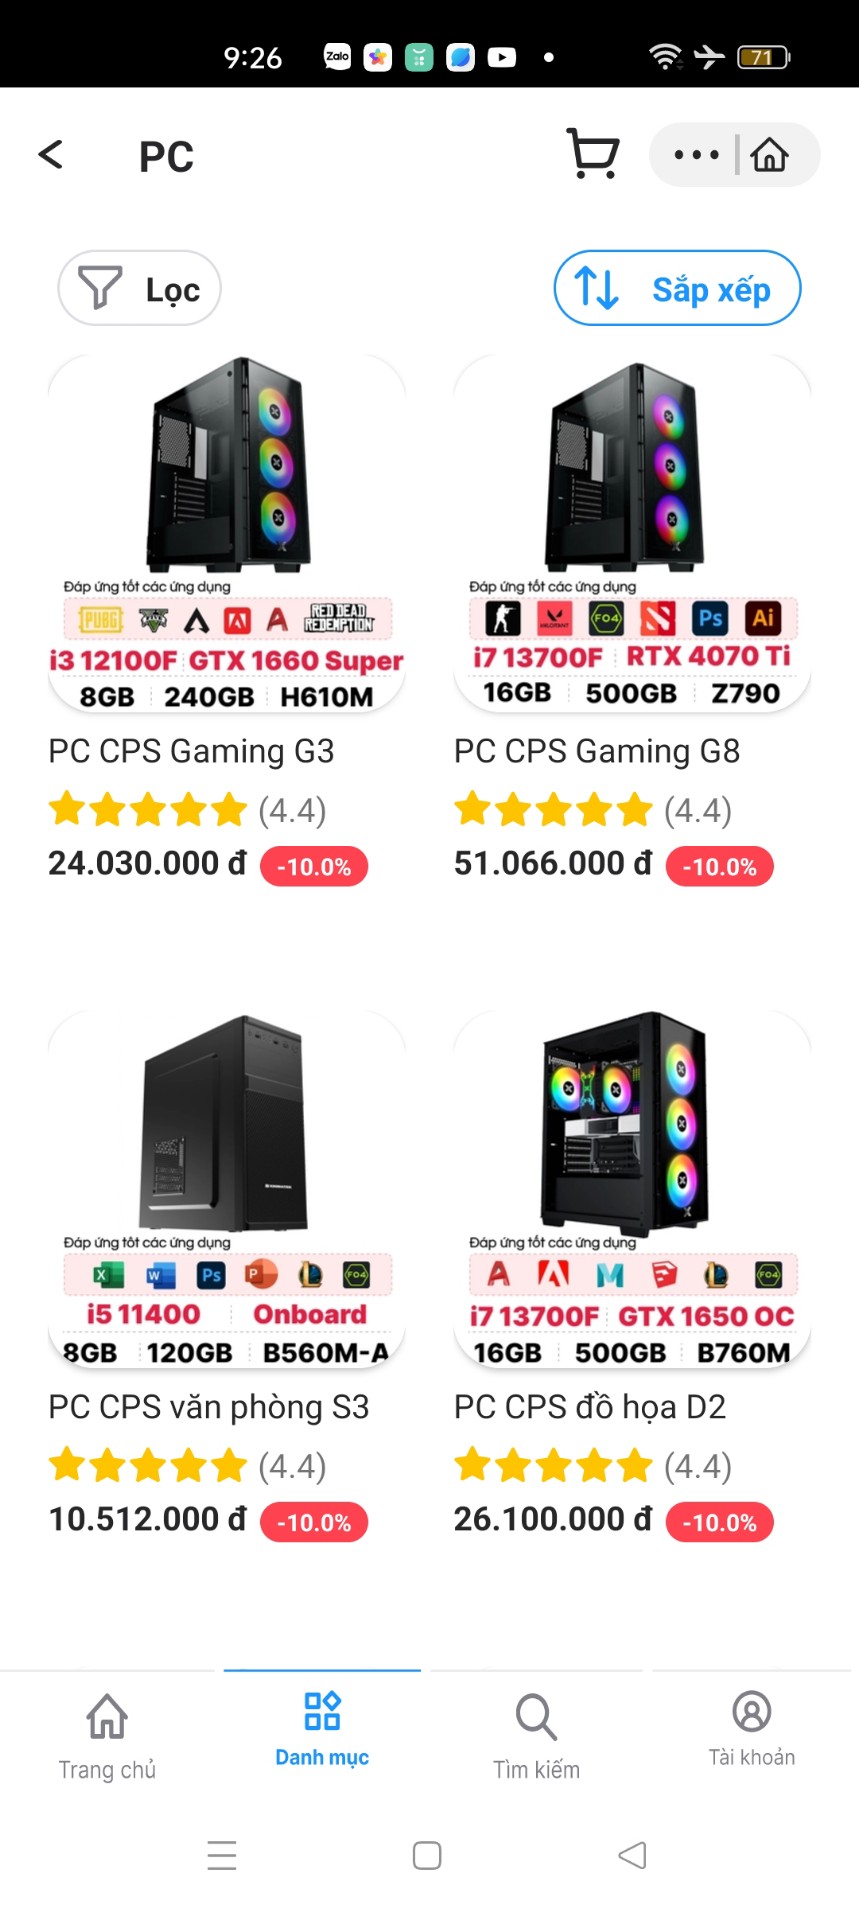 9:26
Zalo
71
PC
Lọc
Sắp xếp
Đáp ứng tốt các ứng dụng
PUBG
RED DEAD
REDEMPTION
i3 12100F GTX 1660 Super
8GB 240GB H610M
PC CPS Gaming G3
(4.4)
24.030.000 đ -10.0%
Đáp ứng tốt các ứng dụng
VALORANT FO4 Ps Ai
i7 13700F RTX 4070 Ti
16GB 500GB Z790
PC CPS Gaming G8
(4.4)
51.066.000 đ -10.0%
Đáp ứng tốt các ứng dụng
X W Ps P FO4
i5 11400 Onboard
8GB 120GB B560M-A
PC CPS văn phòng S3
(4.4)
10.512.000 đ -10.0%
Đáp ứng tốt các ứng dụng
FO4
i7 13700F GTX 1650 OC
16GB 500GB B760M
PC CPS đồ họa D2
(4.4)
26.100.000 đ -10.0%
Trang chủ
Danh mục
Tìm kiếm
Tài khoản